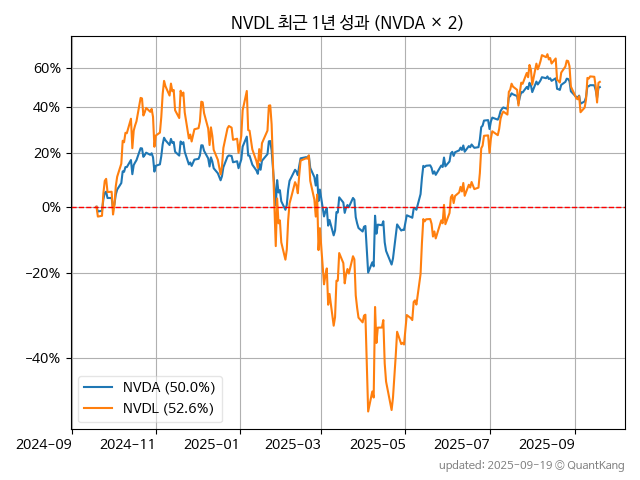 NVDL 최근 1년 성과 (NVDA × 2)
60%
40%
20%
0%
−20%
−40%
NVDA (50.0%)
NVDL (52.6%)
2024-09 2024-11 2025-01 2025-03 2025-05 2025-07 2025-09
updated: 2025-09-19 © QuantKang